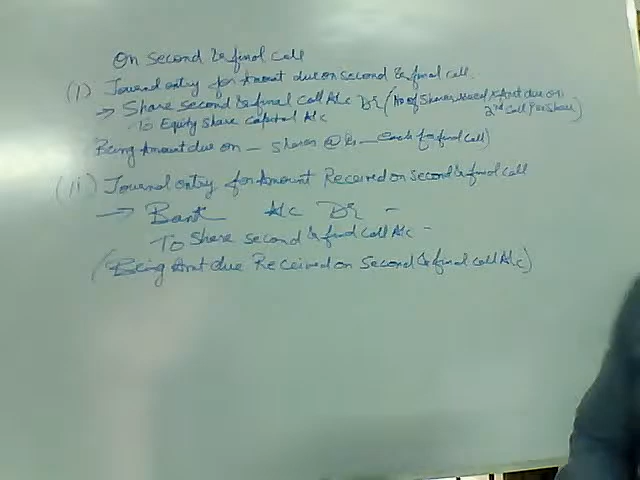 On Second & final call
(i) Journal entry for Amount due on second & final call.
→ Share second & final call A/c Dr (No of Shares issued x Amt due on 2nd Call Per Share)
To Equity share capital A/c
Being Amount due on _ shares @ Rs _ each for final call)
(ii) Journal entry for Amount Received on second & final call
→ Bank A/c Dr –
To Share second & final call A/c –
(Being Amt due Received on Second & final call A/c)